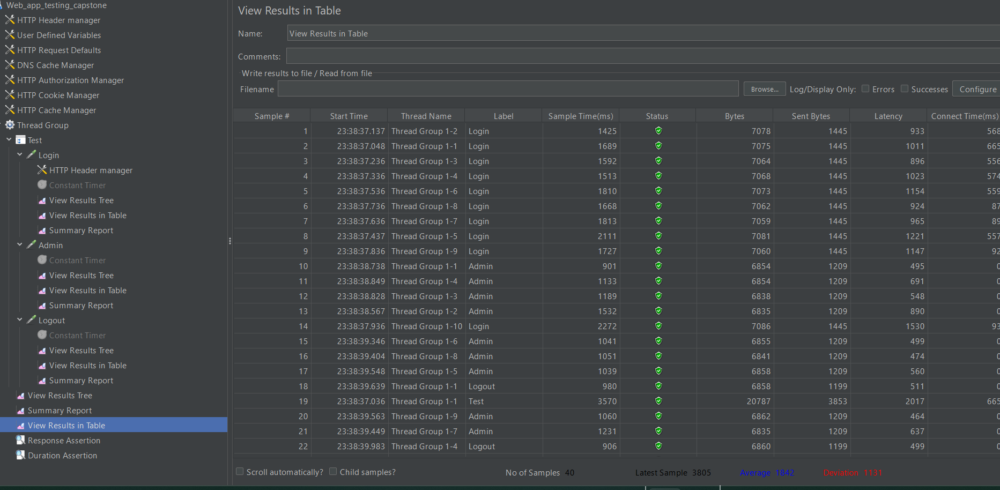 Web_app_testing_capstone
HTTP Header manager
User Defined Variables
HTTP Request Defaults
DNS Cache Manager
HTTP Authorization Manager
HTTP Cookie Manager
HTTP Cache Manager
Thread Group
Test
Login
HTTP Header manager
Constant Timer
View Results Tree
View Results in Table
Summary Report
Admin
Constant Timer
View Results Tree
View Results in Table
Summary Report
Logout
Constant Timer
View Results Tree
View Results in Table
Summary Report
View Results Tree
Summary Report
View Results in Table
Response Assertion
Duration Assertion
View Results in Table
Name: View Results in Table
Comments:
Write results to file / Read from file
Filename Browse... Log/Display Only: Errors Successes Configure
Sample # Start Time Thread Name Label Sample Time(ms) Status Bytes Sent Bytes Latency Connect Time(ms)
1 23:38:37.137 Thread Group 1-2 Login 1425 7078 1445 933 568
2 23:38:37.048 Thread Group 1-1 Login 1689 7075 1445 1011 665
3 23:38:37.236 Thread Group 1-3 Login 1592 7064 1445 896 556
4 23:38:37.336 Thread Group 1-4 Login 1513 7068 1445 1023 574
5 23:38:37.536 Thread Group 1-6 Login 1810 7073 1445 1154 559
6 23:38:37.736 Thread Group 1-8 Login 1668 7062 1445 924 87
7 23:38:37.636 Thread Group 1-7 Login 1813 7059 1445 965 89
8 23:38:37.437 Thread Group 1-5 Login 2111 7081 1445 1221 557
9 23:38:37.836 Thread Group 1-9 Login 1727 7060 1445 1147 92
10 23:38:38.738 Thread Group 1-1 Admin 901 6854 1209 495 0
11 23:38:38.849 Thread Group 1-4 Admin 1133 6854 1209 691 0
12 23:38:38.828 Thread Group 1-3 Admin 1189 6838 1209 548 0
13 23:38:38.567 Thread Group 1-2 Admin 1532 6835 1209 890 0
14 23:38:37.936 Thread Group 1-10 Login 2272 7086 1445 1530 93
15 23:38:39.346 Thread Group 1-6 Admin 1041 6855 1209 499 0
16 23:38:39.404 Thread Group 1-8 Admin 1051 6841 1209 474 0
17 23:38:39.548 Thread Group 1-5 Admin 1039 6858 1209 560 0
18 23:38:39.639 Thread Group 1-1 Logout 980 6858 1199 511 0
19 23:38:37.036 Thread Group 1-1 Test 3570 20787 3853 2017 665
20 23:38:39.563 Thread Group 1-9 Admin 1060 6862 1209 464 0
21 23:38:39.449 Thread Group 1-7 Admin 1231 6835 1209 637 0
22 23:38:39.983 Thread Group 1-4 Logout 906 6860 1199 499 0
Scroll automatically? Child samples? No of Samples 40 Latest Sample 3805 Average 1842 Deviation 1131